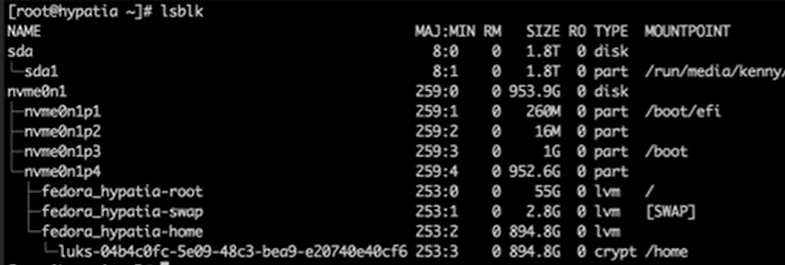 [root@hypatia ~]# lsblk
NAME MAJ:MIN RM SIZE RO TYPE MOUNTPOINT
sda 8:0 0 1.8T 0 disk
└─sda1 8:1 0 1.8T 0 part /run/media/kenny/
nvme0n1 259:0 0 953.9G 0 disk
├─nvme0n1p1 259:1 0 260M 0 part /boot/efi
├─nvme0n1p2 259:2 0 16M 0 part
├─nvme0n1p3 259:3 0 1G 0 part /boot
└─nvme0n1p4 259:4 0 952.6G 0 part
├─fedora_hypatia-root 253:0 0 55G 0 lvm /
├─fedora_hypatia-swap 253:1 0 2.8G 0 lvm [SWAP]
└─fedora_hypatia-home 253:2 0 894.8G 0 lvm
└─luks-04b4c0fc-5e09-48c3-bea9-e20740e40cf6 253:3 0 894.8G 0 crypt /home